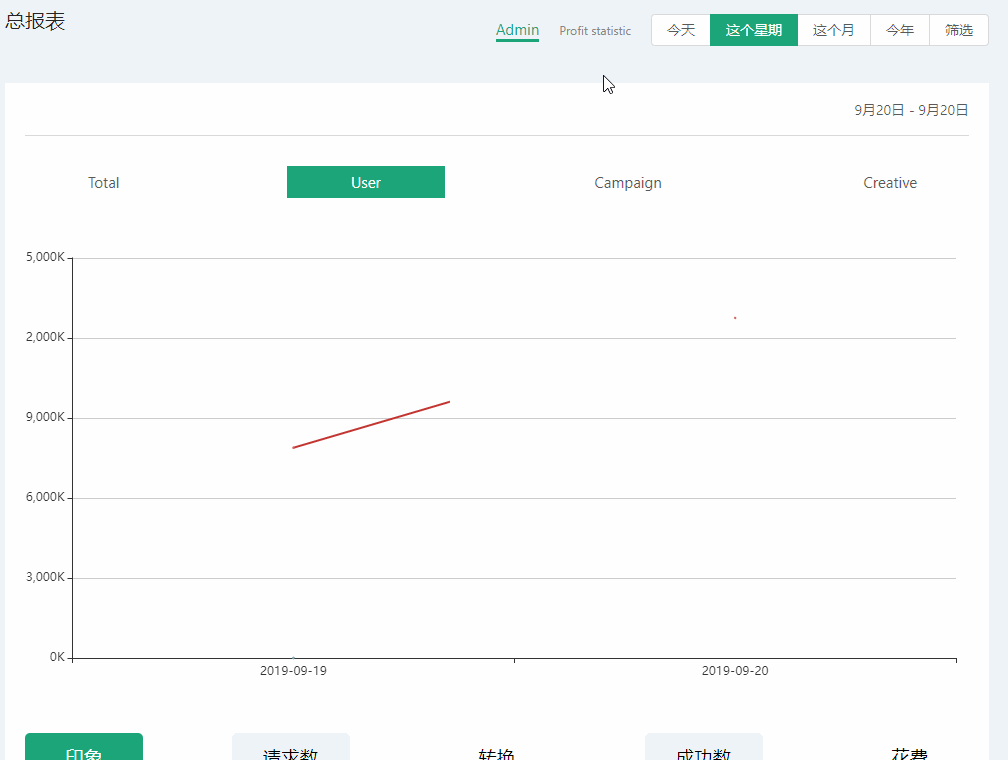 总报表
Admin Profit statistic 今天 这个星期 这个月 今年 筛选
9月20日 - 9月20日
Total User Campaign Creative
5,000K
2,000K
9,000K
6,000K
3,000K
0K
2019-09-19 2019-09-20
印象 请求数 转换 成功数 花费